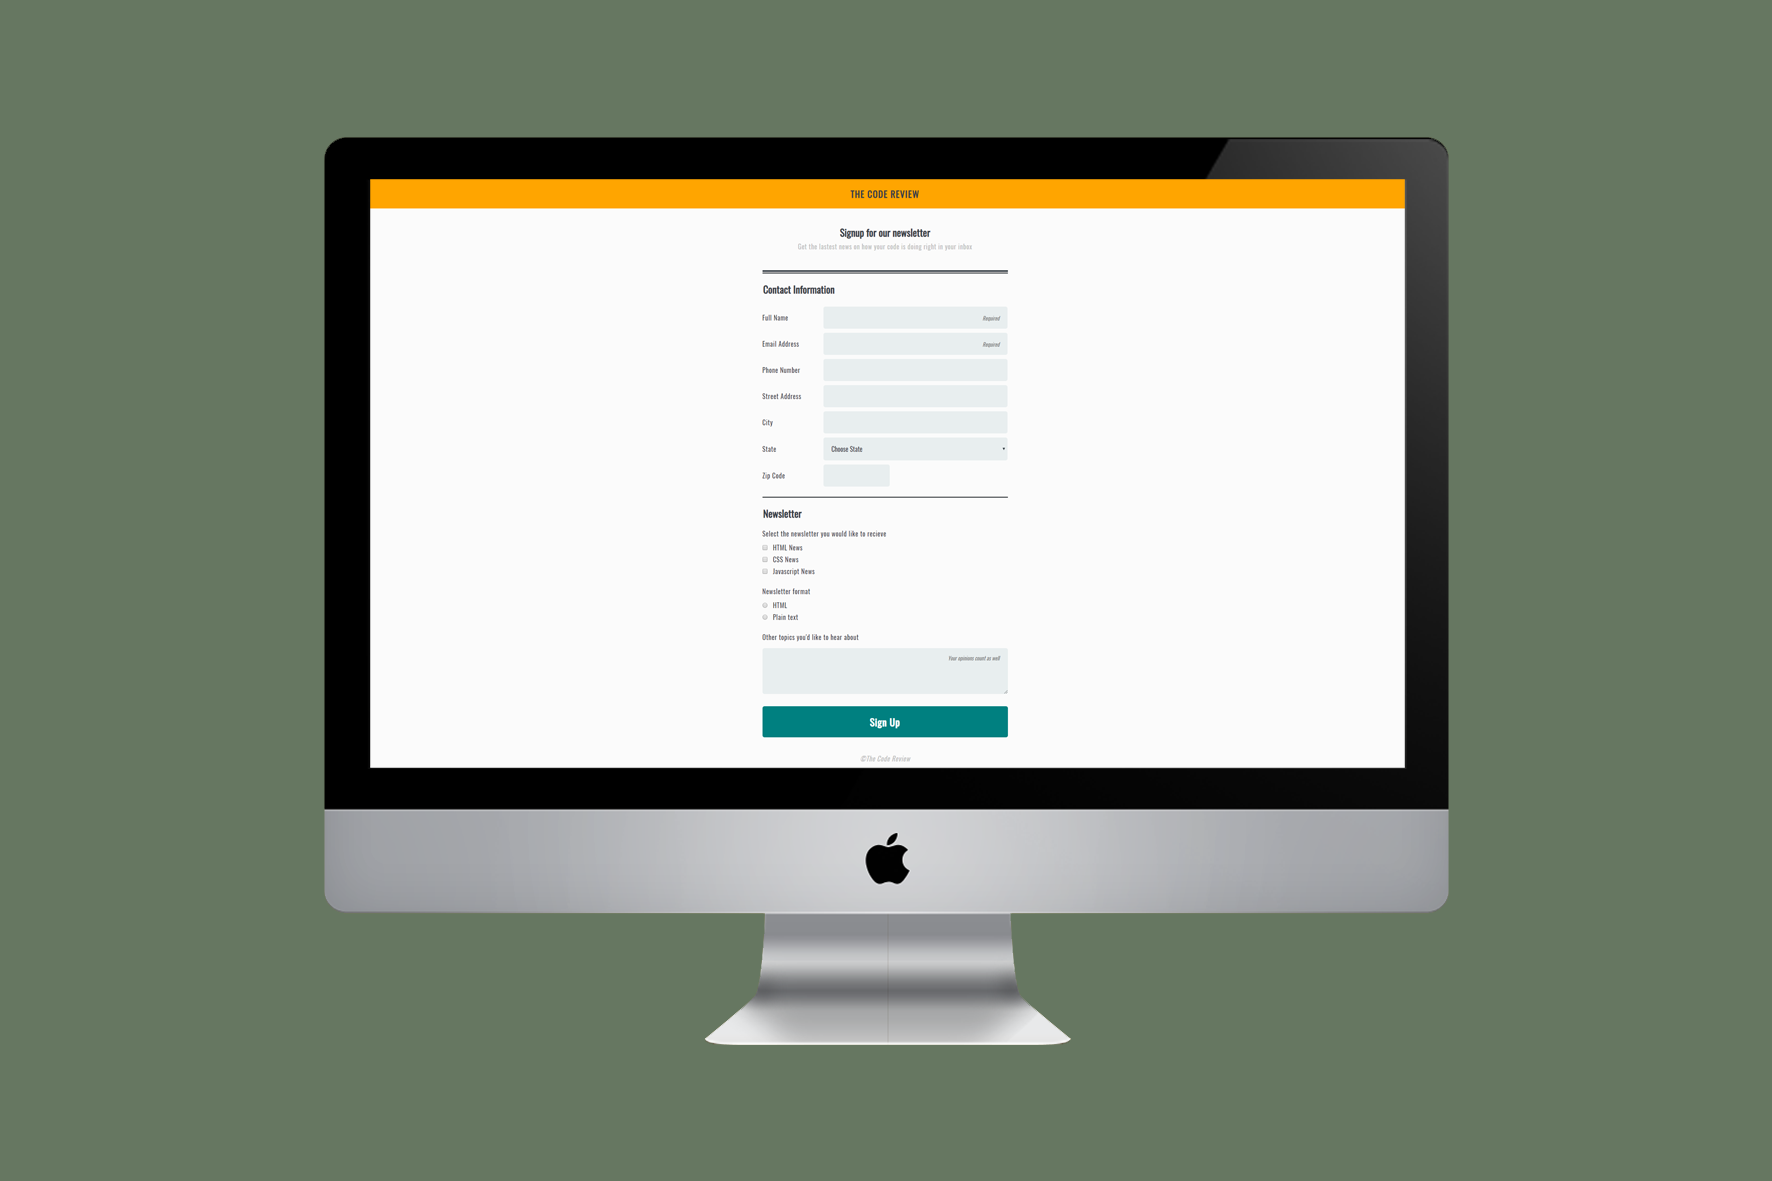 THE CODE REVIEW
Signup for our newsletter
Get the lastest news on how your code is doing right in your inbox
Contact Information
Full Name Required
Email Address Required
Phone Number
Street Address
City
State Choose State
Zip Code
Newsletter
Select the newsletter you would like to recieve
HTML News
CSS News
Javascript News
Newsletter format
HTML
Plain text
Other topics you'd like to hear about
Your opinions count as well
Sign Up
©The Code Review